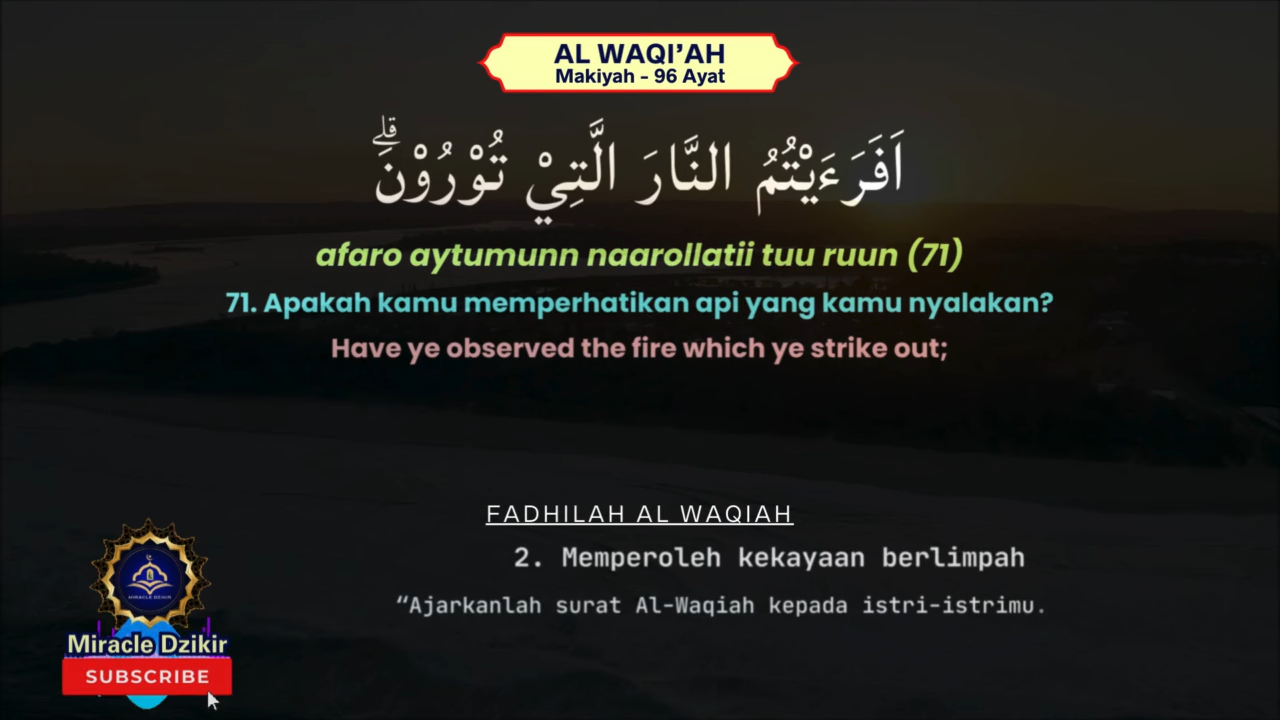 AL WAQI’AH
Makiyah - 96 Ayat
اَفَرَءَيْتُمُ النَّارَ الَّتِيْ تُوْرُوْنَۗ
afaro aytumunn naarollatii tuu ruun (71)
71. Apakah kamu memperhatikan api yang kamu nyalakan?
Have ye observed the fire which ye strike out;
FADHILAH AL WAQIAH
2. Memperoleh kekayaan berlimpah
“Ajarkanlah surat Al-Waqiah kepada istri-istrimu.
MIRACLE DZIKIR
Miracle Dzikir
SUBSCRIBE